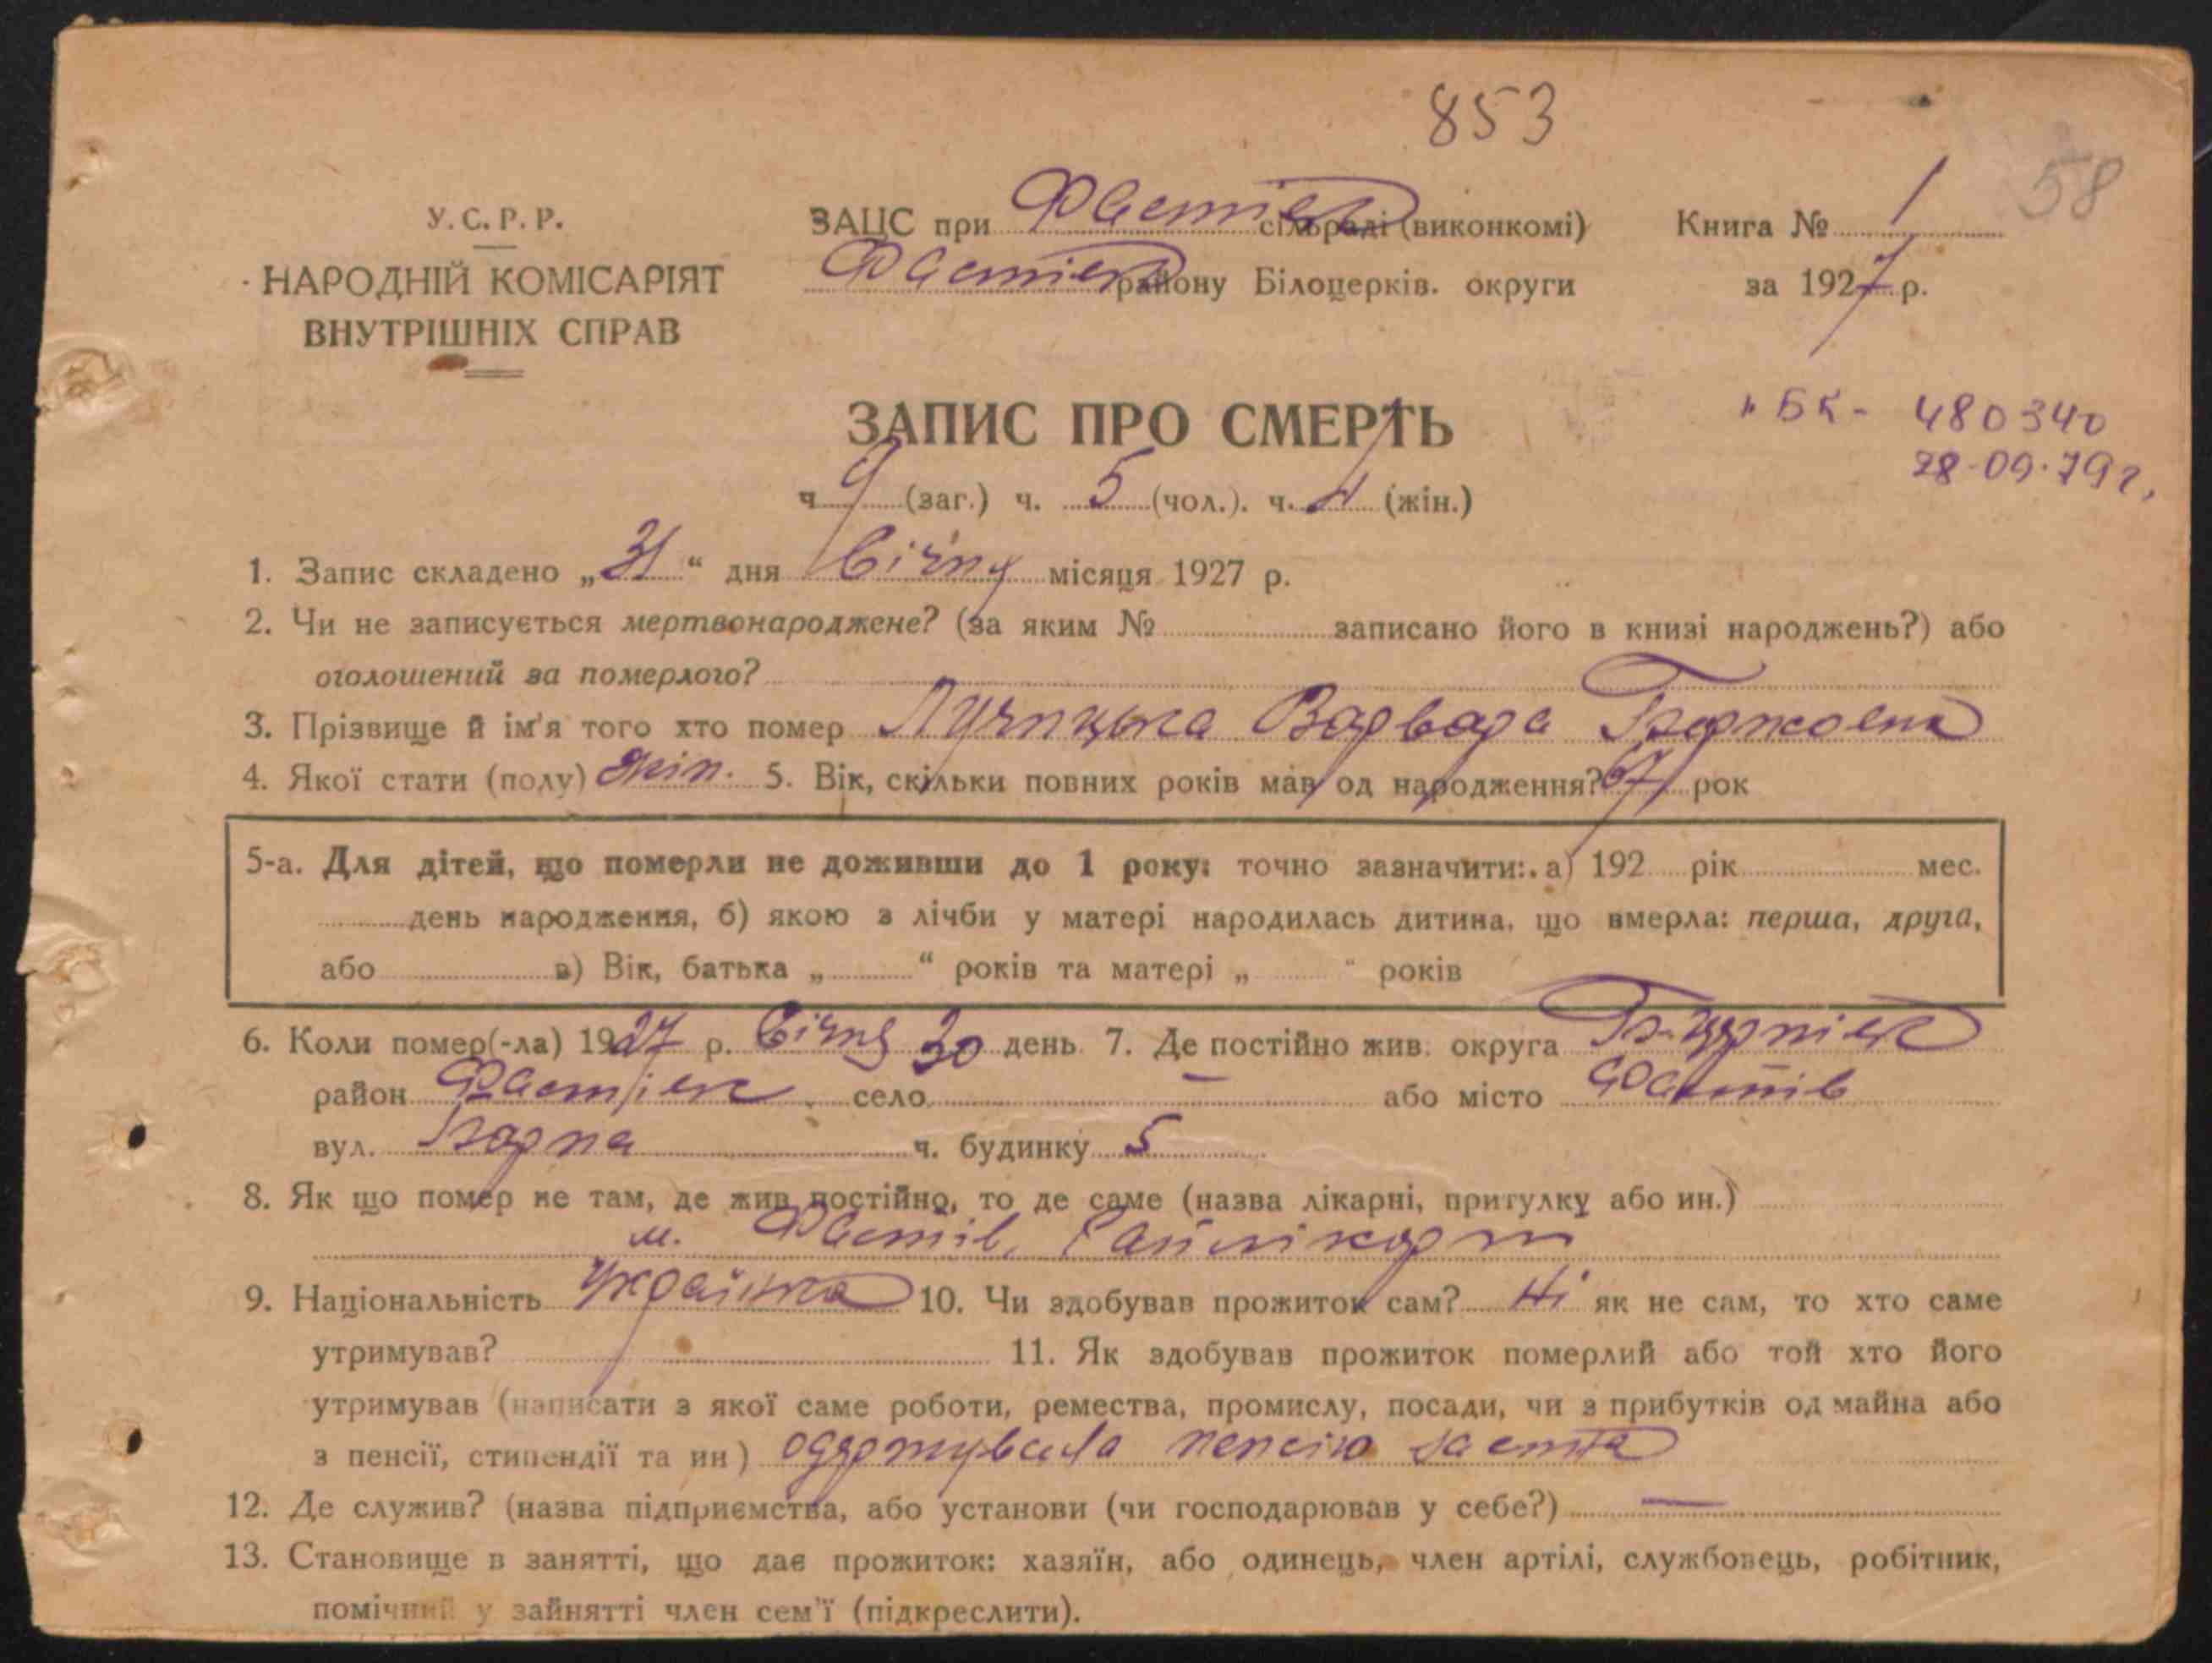 853
58
У.С.Р.Р.
НАРОДНІЙ КОМІСАРІЯТ
ВНУТРІШНІХ СПРАВ
ЗАЦС при Фастівськ сільраді (виконкомі)
Фастівськ району Білоцерків. округи
Книга № 1
за 1927 р.
ЗАПИС ПРО СМЕРТЬ
БК- 480340
28-09-79г.
ч 9 (заг.) ч. 5 (чол.). ч. 4 (жін.)
1. Запис складено „31“ дня Січня місяця 1927 р.
2. Чи не записується мертвонароджене? (за яким № записано його в книзі народжень?) або
оголошений за померлого?
3. Прізвище й ім'я того хто помер Варвара
4. Якої стати (полу) жін. 5. Вік, скільки повних років мав од народження? 67 рок
5-а. Для дітей, що померли не доживши до 1 року: точно зазначити: а) 192 рік мес.
день народження, б) якою з лічби у матері народилась дитина, що вмерла: перша, друга,
або в) Вік, батька „ “ років та матері „ “ років
6. Коли помер(-ла) 1927 р. Січня 30 день 7. Де постійно жив. округа
район Фастівськ село — або місто Фастів
вул. ч. будинку 5
8. Як що помер не там, де жив постійно, то де саме (назва лікарні, притулку або ин.)
м. Фастів,
9. Національність Українка 10. Чи здобував прожиток сам? Ні як не сам, то хто саме
утримував? 11. Як здобував прожиток померлий або той хто його
утримував (написати з якої саме роботи, ремества, промислу, посади, чи з прибутків од майна або
з пенсії, стипендії та ин) одержувала пенсію
12. Де служив? (назва підприємства, або установи (чи господарював у себе?) —
13. Становище в занятті, що дає прожиток: хазяїн, або одинець, член артілі, службовець, робітник,
помічний у зайнятті член сем'ї (підкреслити).